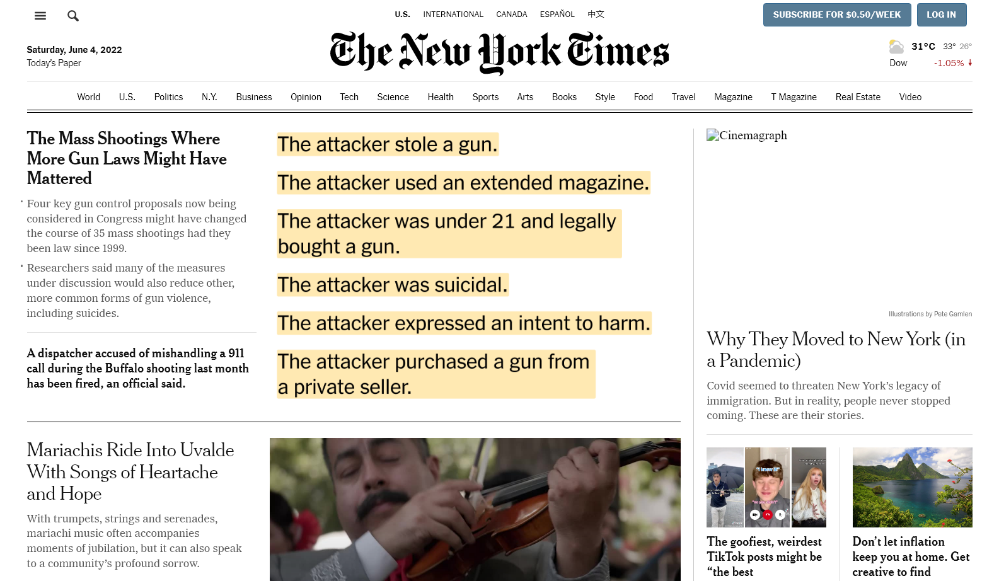 U.S. INTERNATIONAL CANADA ESPAÑOL 中文
SUBSCRIBE FOR $0.50/WEEK LOG IN
Saturday, June 4, 2022
Today's Paper
The New York Times
31°C 33° 26°
Dow -1.05% ↓
World U.S. Politics N.Y. Business Opinion Tech Science Health Sports Arts Books Style Food Travel Magazine T Magazine Real Estate Video
The Mass Shootings Where
More Gun Laws Might Have
Mattered
• Four key gun control proposals now being
considered in Congress might have changed
the course of 35 mass shootings had they
been law since 1999.
• Researchers said many of the measures
under discussion would also reduce other,
more common forms of gun violence,
including suicides.
A dispatcher accused of mishandling a 911
call during the Buffalo shooting last month
has been fired, an official said.
The attacker stole a gun.
The attacker used an extended magazine.
The attacker was under 21 and legally
bought a gun.
The attacker was suicidal.
The attacker expressed an intent to harm.
The attacker purchased a gun from
a private seller.
Mariachis Ride Into Uvalde
With Songs of Heartache
and Hope
With trumpets, strings and serenades,
mariachi music often accompanies
moments of jubilation, but it can also speak
to a community's profound sorrow.
Cinemagraph
Illustrations by Pete Gamlen
Why They Moved to New York (in
a Pandemic)
Covid seemed to threaten New York's legacy of
immigration. But in reality, people never stopped
coming. These are their stories.
"i knew it!"
"no you didn't"
The goofiest, weirdest
TikTok posts might be
“the best
Don't let inflation
keep you at home. Get
creative to find